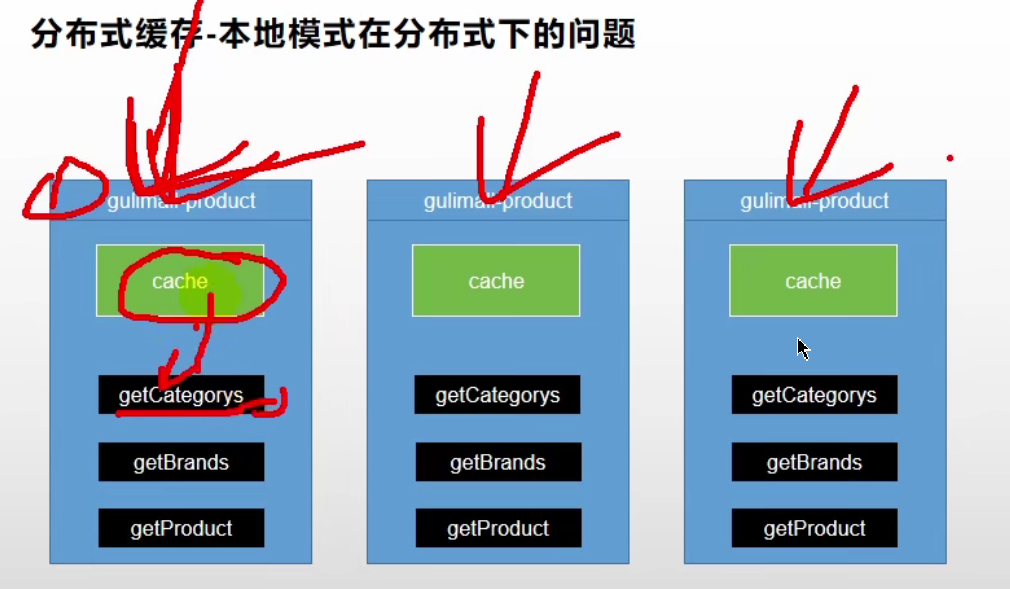 分布式缓存-本地模式在分布式下的问题
gulimall-product
cache
getCategorys
getBrands
getProduct
gulimall-product
cache
getCategorys
getBrands
getProduct
gulimall-product
cache
getCategorys
getBrands
getProduct